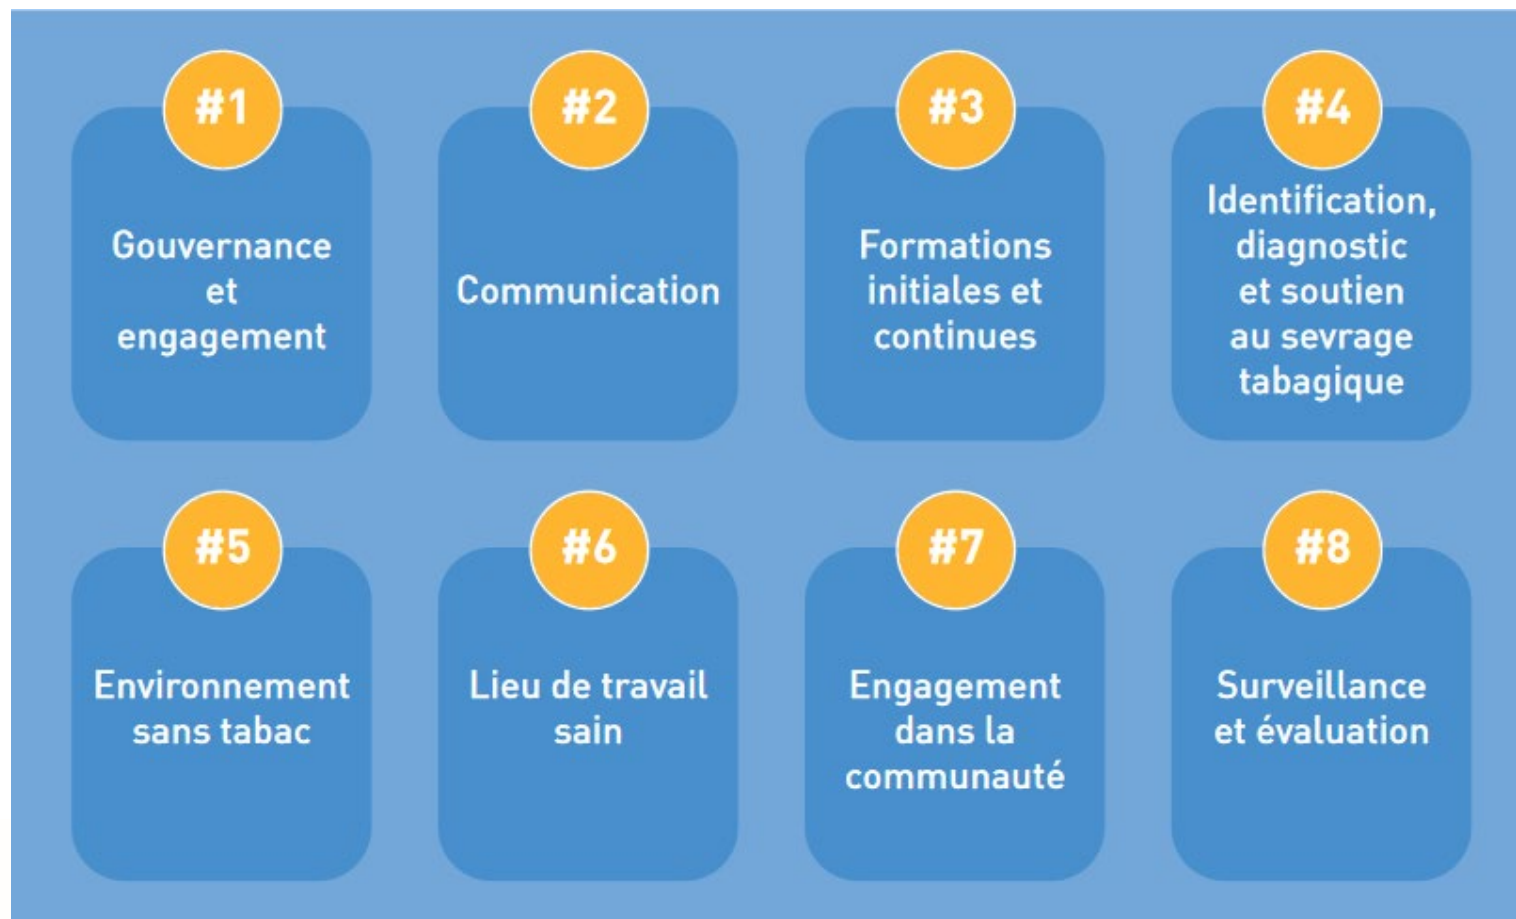 #1
Gouvernance
et
engagement
#2
Communication
#3
Formations
initiales et
continues
#4
Identification,
diagnostic
et soutien
au sevrage
tabagique
#5
Environnement
sans tabac
#6
Lieu de travail
sain
#7
Engagement
dans la
communauté
#8
Surveillance
et évaluation